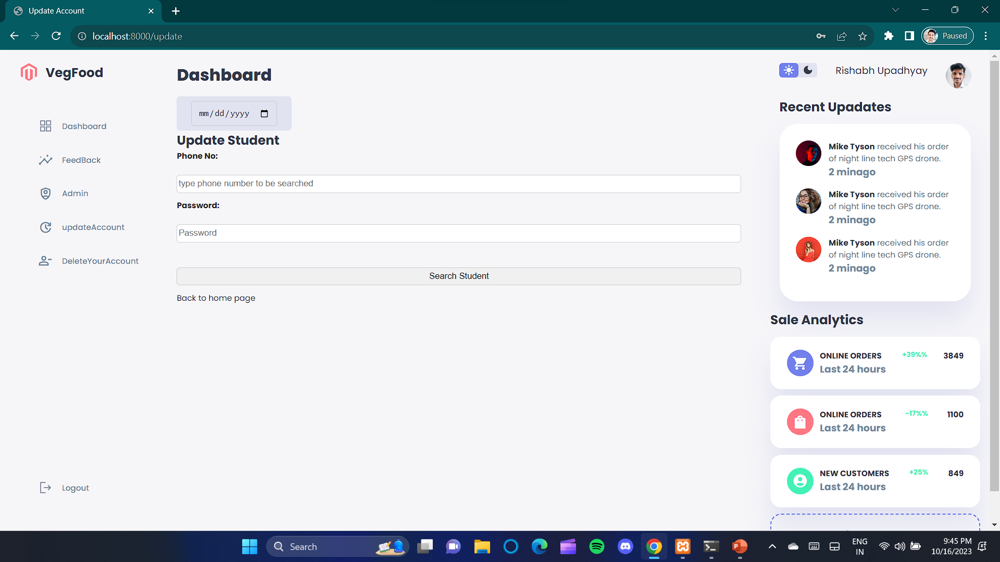 Update Account
localhost:8000/update
Paused
VegFood
Dashboard
FeedBack
Admin
updateAccount
DeleteYourAccount
Logout
Dashboard
mm/dd/yyyy
Update Student
Phone No:
type phone number to be searched
Password:
Password
Search Student
Back to home page
Rishabh Upadhyay
Recent Upadates
Mike Tyson received his order
of night line tech GPS drone.
2 minago
Mike Tyson received his order
of night line tech GPS drone.
2 minago
Mike Tyson received his order
of night line tech GPS drone.
2 minago
Sale Analytics
ONLINE ORDERS +39%% 3849
Last 24 hours
ONLINE ORDERS -17%% 1100
Last 24 hours
NEW CUSTOMERS +25% 849
Last 24 hours
Search
ENG
IN
9:45 PM
10/16/2023